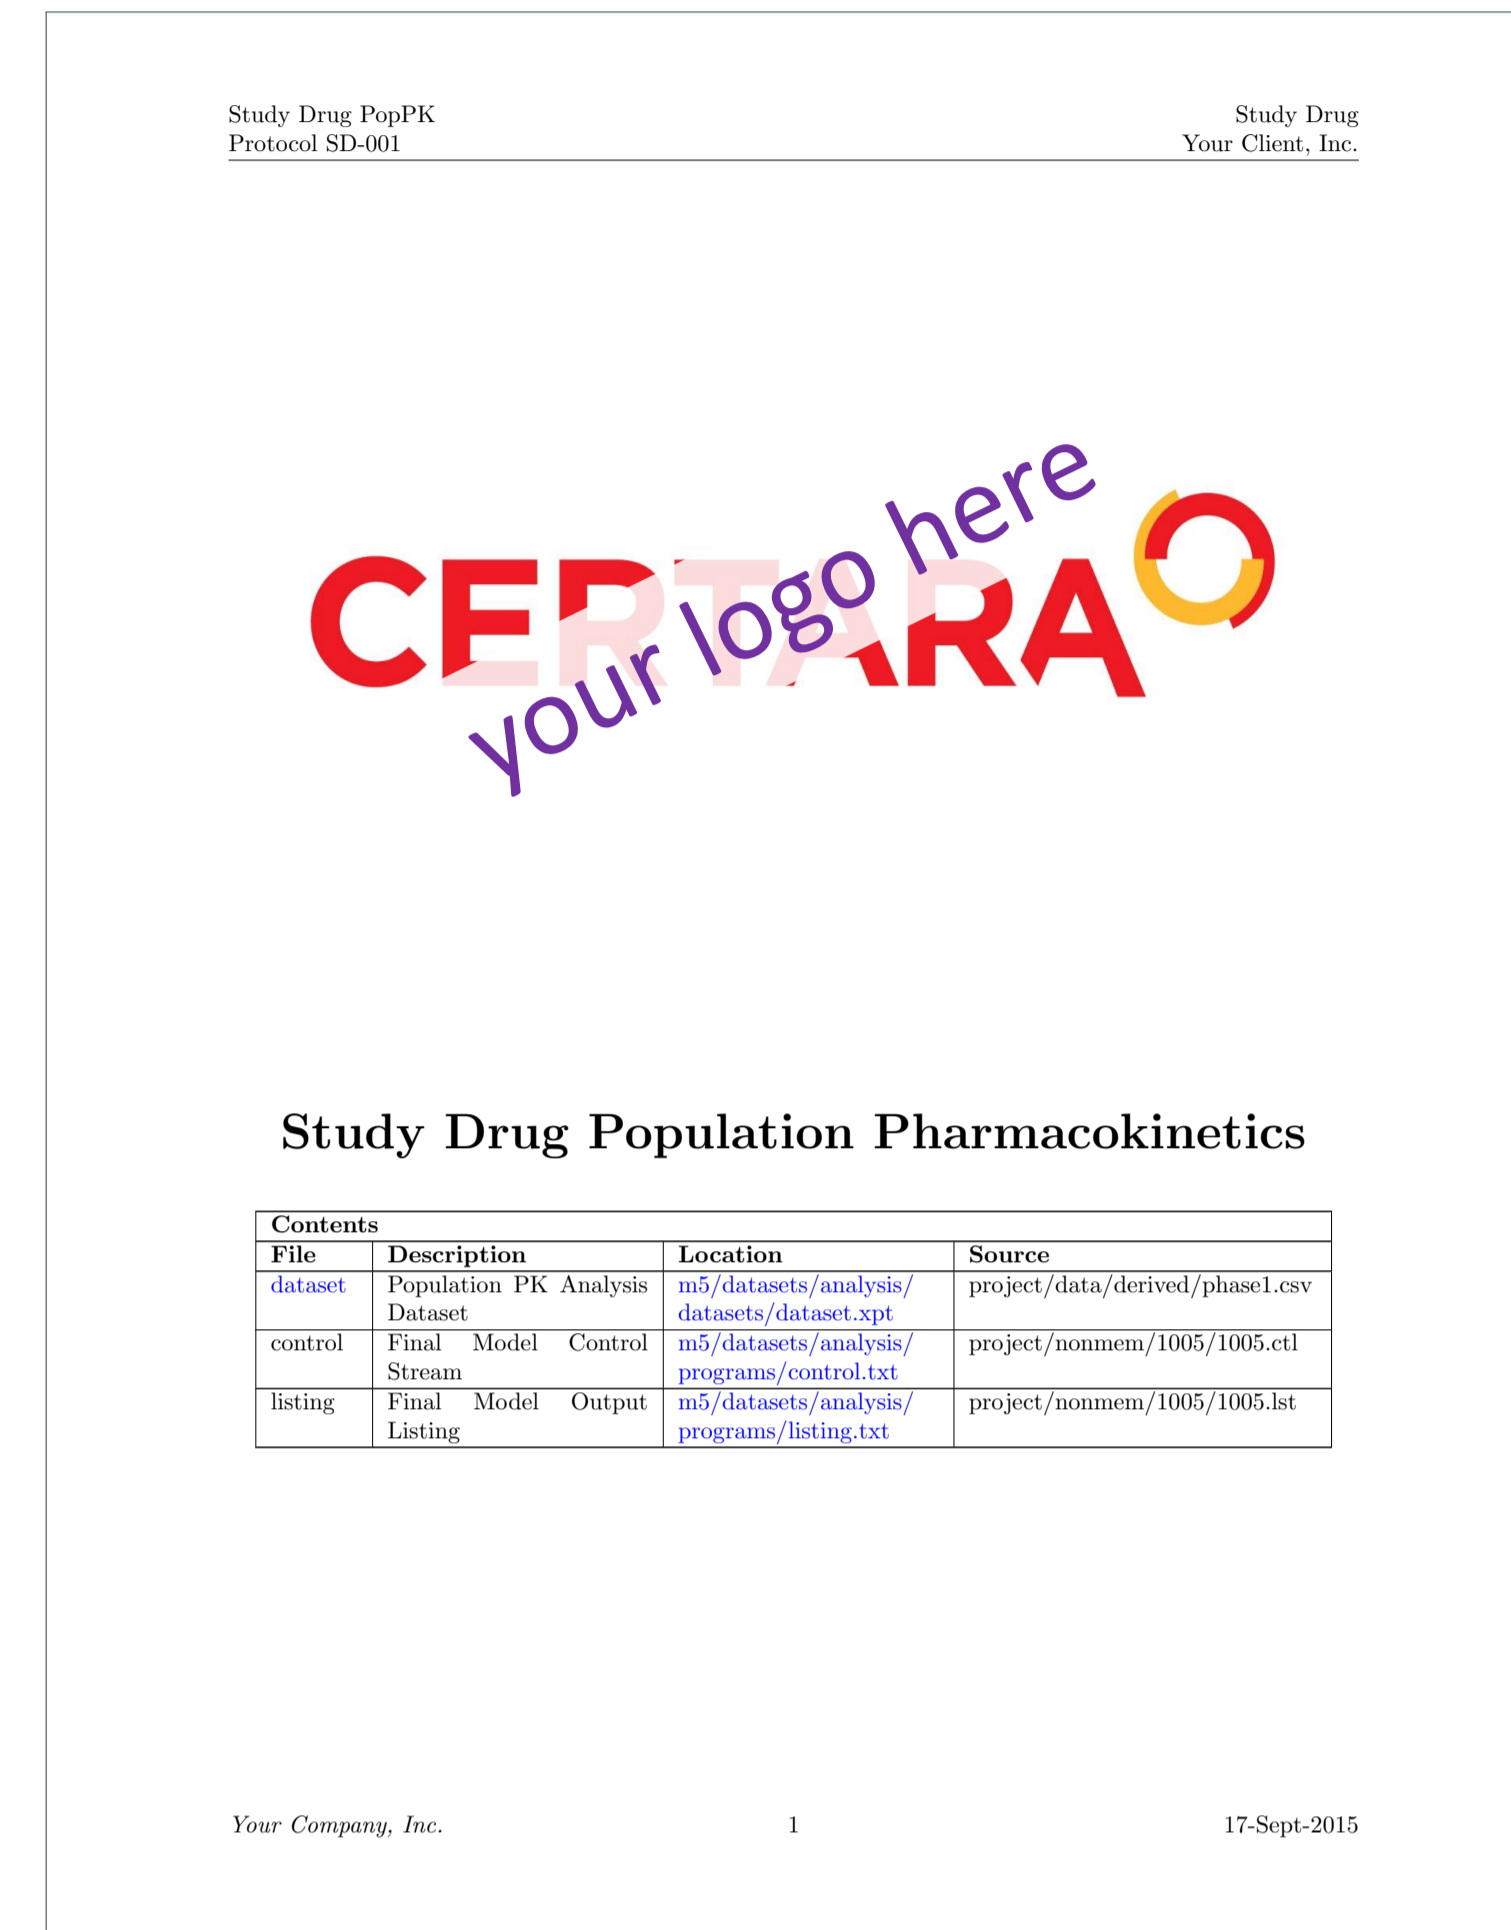 Study Drug PopPK Study Drug
Protocol SD-001 Your Client, Inc.
CERTARA
your logo here
Study Drug Population Pharmacokinetics
Contents
File Description Location Source
dataset Population PK Analysis m5/datasets/analysis/ project/data/derived/phase1.csv
Dataset datasets/dataset.xpt
control Final Model Control m5/datasets/analysis/ project/nonmem/1005/1005.ctl
Stream programs/control.txt
listing Final Model Output m5/datasets/analysis/ project/nonmem/1005/1005.lst
Listing programs/listing.txt
Your Company, Inc. 1 17-Sept-2015